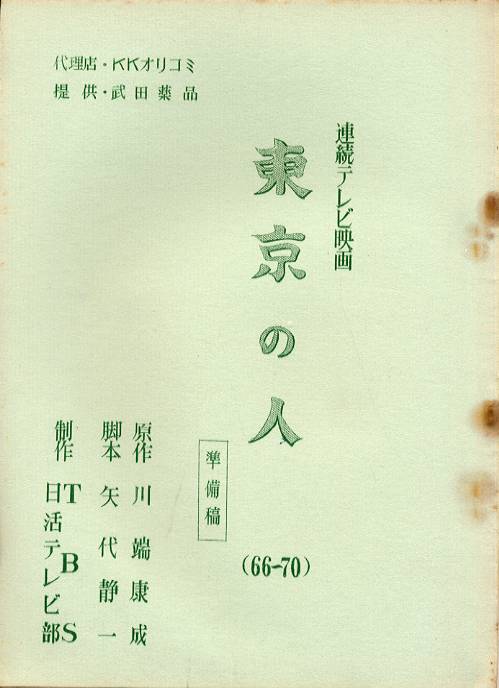 代理店・KKオリコミ
提供・武田薬品
連続テレビ映画
東京の人
準備稿
(66-70)
原作 川端康成
脚本 矢代静一
制作 TBS
日活テレビ部